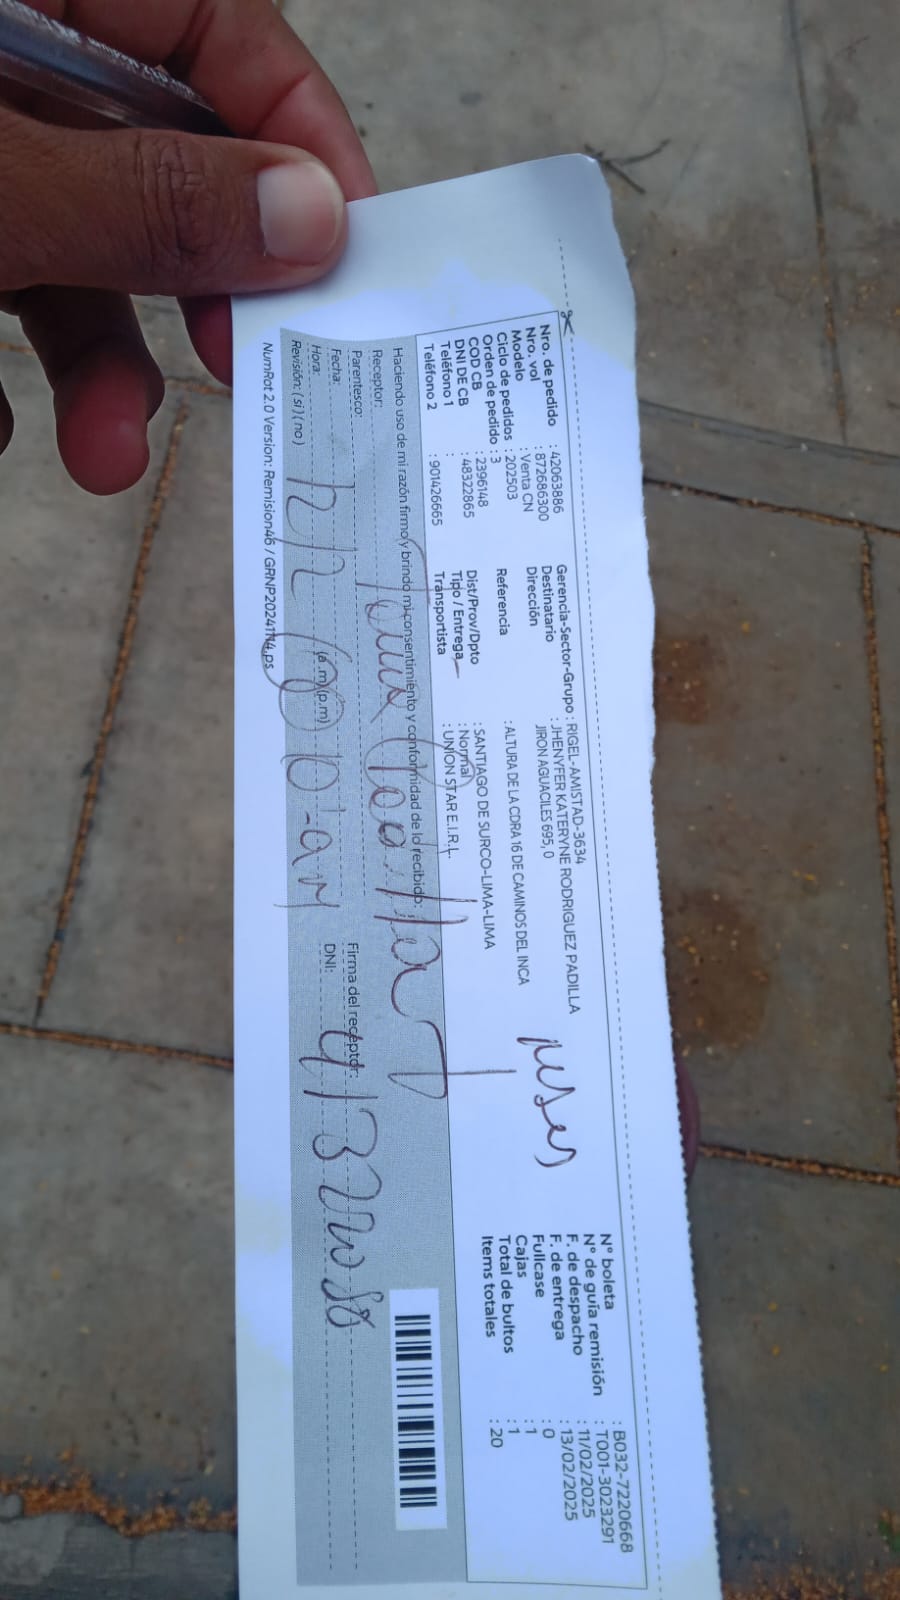 Nro. de pedido : 42063886
Nro. vol : 872686300
Modelo : Venta CN
Ciclo de pedidos : 202503
Orden de pedido : 3
COD CB : 2396148
DNI DE CB : 48322865
Teléfono 1 :
Teléfono 2 : 901426665
Gerencia-Sector-Grupo : RIGEL-AMISTAD-3634
Destinatario : JHENYFER KATERYNE RODRIGUEZ PADILLA
Dirección JIRON AGUACILES 695, 0
Referencia : ALTURA DE LA CDRA 16 DE CAMINOS DEL INCA
Dist/Prov/Dpto : SANTIAGO DE SURCO-LIMA-LIMA
Tipo / Entrega : Normal
Transportista : UNION STAR E.I.R.L.
N° boleta : B032-7220668
N° de guía remisión : T001-3023291
F. de despacho : 11/02/2025
F. de entrega : 13/02/2025
Fullcase : 0
Cajas : 1
Total de bultos : 1
Items totales : 20
Haciendo uso de mi razón firmo y brindo mi consentimiento y conformidad de lo recibido:
Receptor:
Parentesco: Firma del receptor:
Fecha: DNI:
Hora: (a.m) (p.m) 10
Revisión: (si) (no)
NumRot 2.0 Version: Remision46 / GRNP20241114.ps